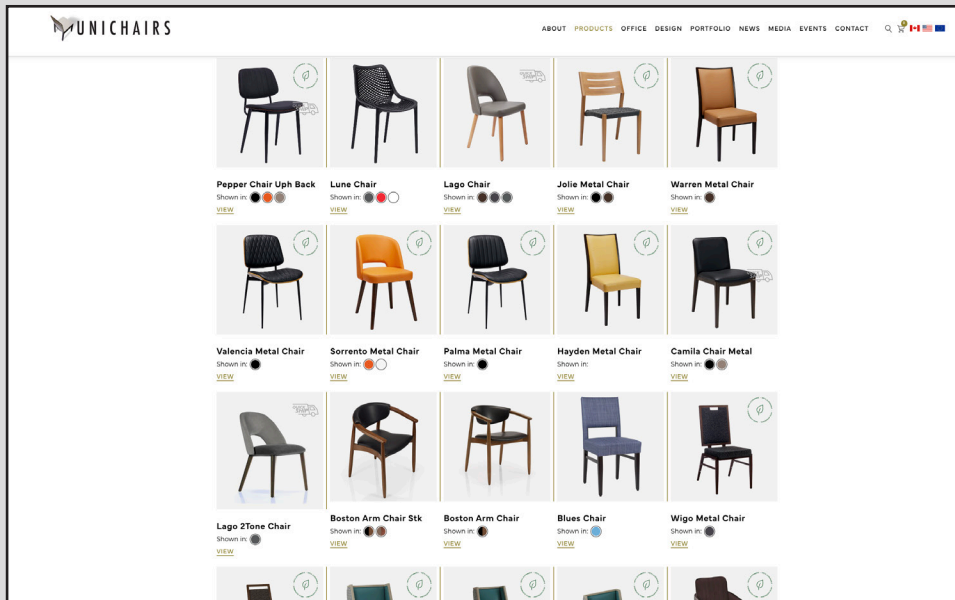 UNICHAIRS
ABOUT PRODUCTS OFFICE DESIGN PORTFOLIO NEWS MEDIA EVENTS CONTACT
Pepper Chair Uph Back
Shown in:
VIEW
Lune Chair
Shown in:
VIEW
Lago Chair
Shown in:
VIEW
Jolie Metal Chair
Shown in:
VIEW
Warren Metal Chair
Shown in:
VIEW
Valencia Metal Chair
Shown in:
VIEW
Sorrento Metal Chair
Shown in:
VIEW
Palma Metal Chair
Shown in:
VIEW
Hayden Metal Chair
Shown in:
VIEW
Camila Chair Metal
Shown in:
VIEW
Lago 2Tone Chair
Shown in:
VIEW
Boston Arm Chair Stk
Shown in:
VIEW
Boston Arm Chair
Shown in:
VIEW
Blues Chair
Shown in:
VIEW
Wigo Metal Chair
Shown in:
VIEW